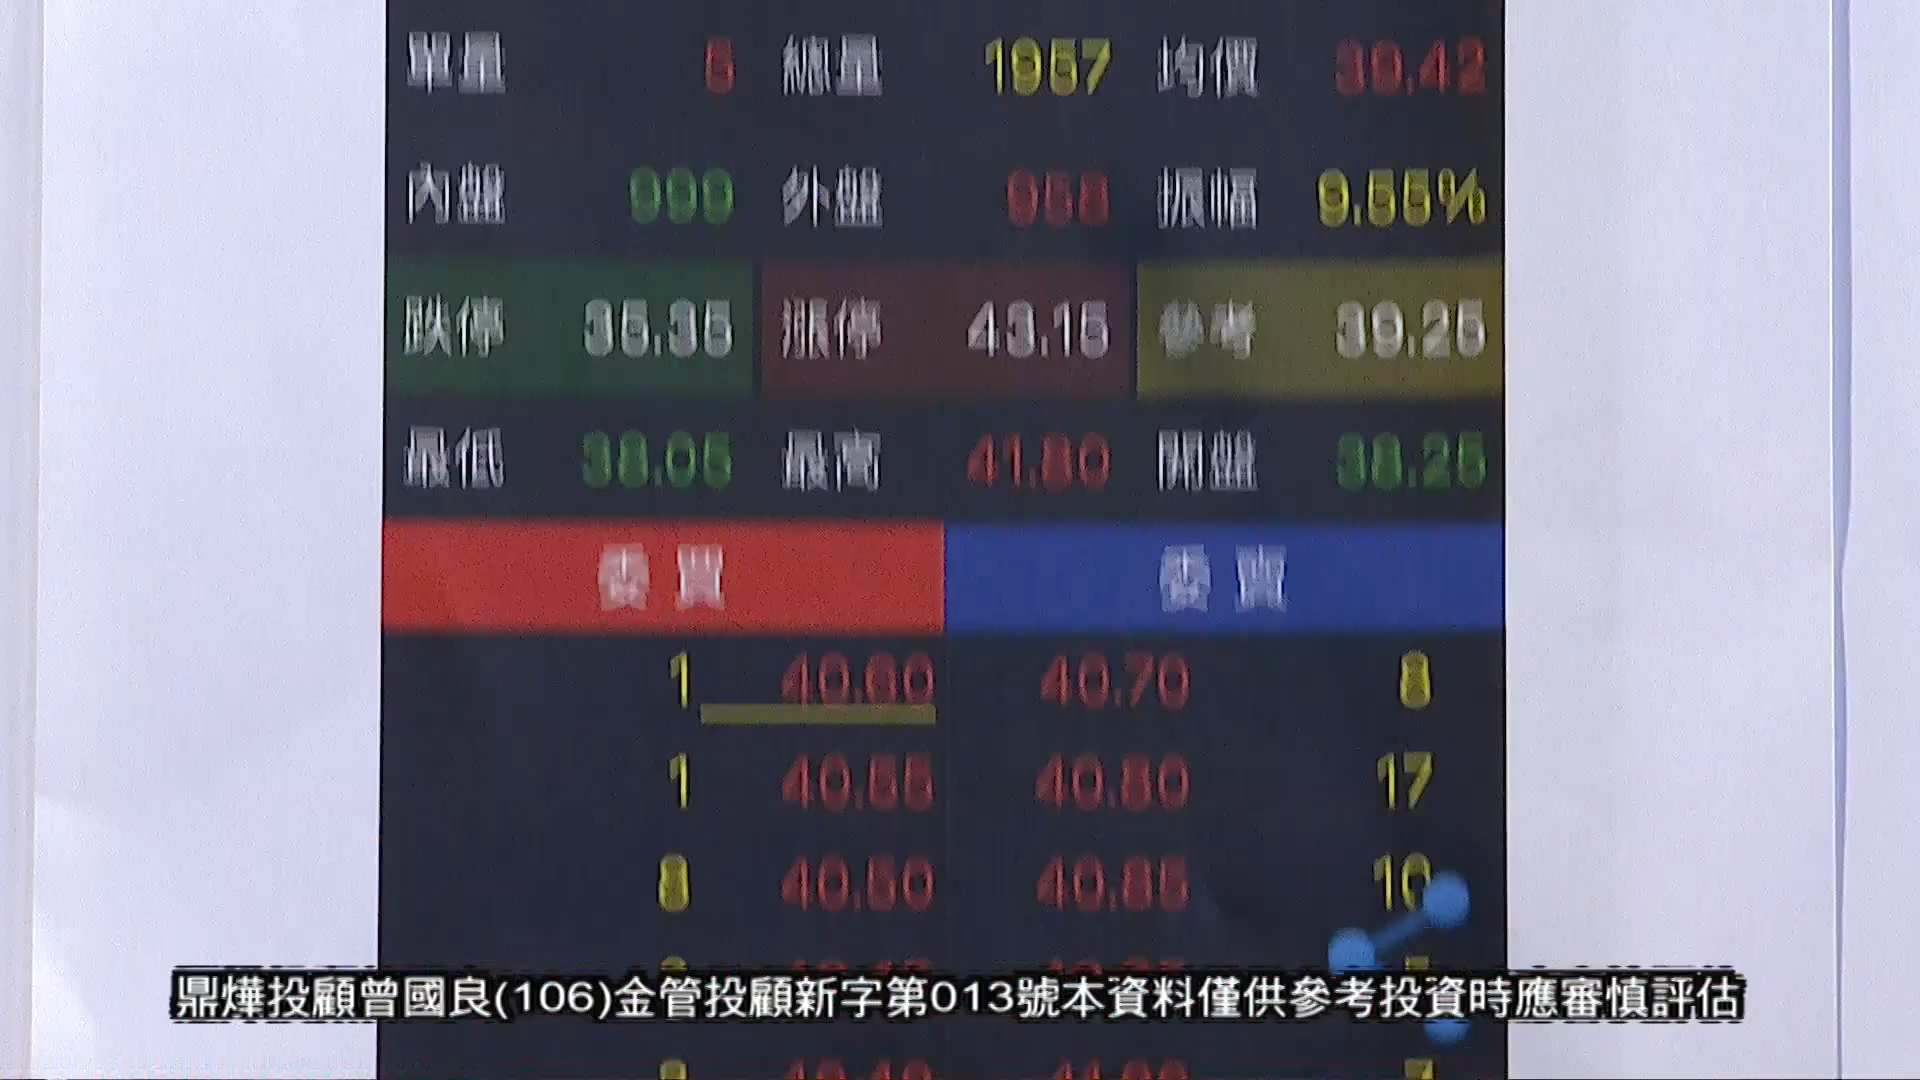 單量 5 總量 1957 均價 39.42
內盤 999 外盤 958 振幅 9.55%
跌停 35.35 漲停 43.15 參考 39.25
最低 38.05 最高 41.80 開盤 38.25
委買 委賣
1 40.60 40.70 8
1 40.55 40.80 17
8 40.50 40.85
鼎燁投顧曾國良(106)金管投顧新字第013號本資料僅供參考投資時應審慎評估